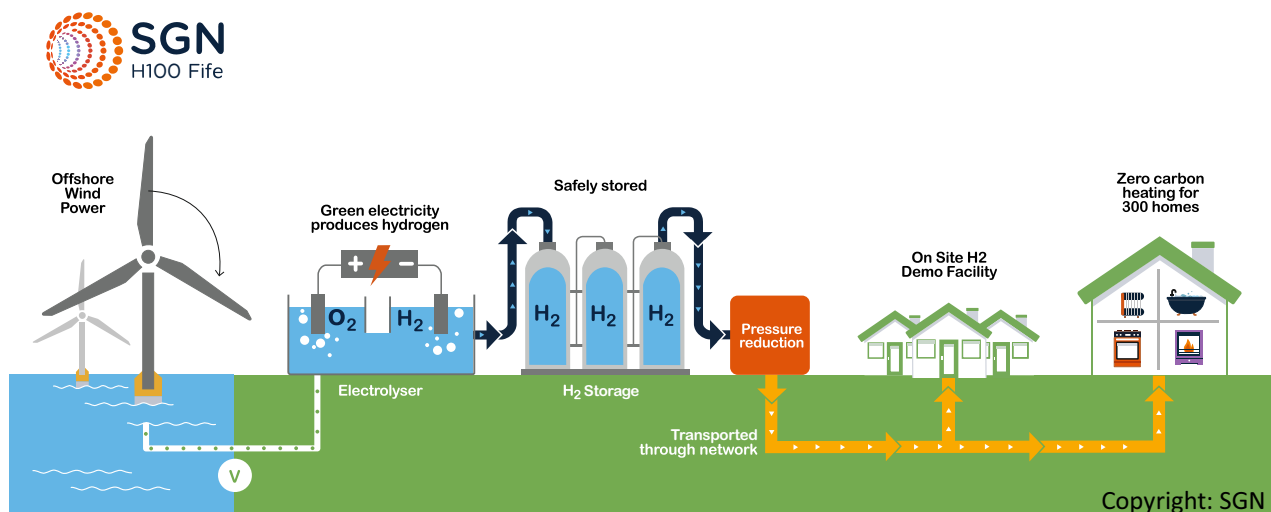 SGN
H100 Fife
Offshore
Wind
Power
Green electricity
produces hydrogen
+ −
O2
H2
Electrolyser
Safely stored
H2
H2
H2
H2 Storage
Pressure
reduction
On Site H2
Demo Facility
Zero carbon
heating for
300 homes
Transported
through network
V
Copyright: SGN